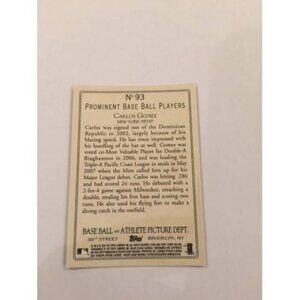 Nº 93
PROMINENT BASE BALL PLAYERS
CARLOS GOMEZ
NEW YORK METS®
Carlos was signed out of the Dominican
Republic in 2002, largely because of his
blazing speed. He has since impressed with
his handling of the bat as well. Gomez was
voted co-Most Valuable Player for Double-A
Binghamton in 2006, and was leading the
Triple-A Pacific Coast League in steals in May
2007 when the Mets called him up for his
Major League debut. Carlos was hitting .286
and had scored 24 runs. He debuted with a
2-for-4 game against Milwaukee, smacking
a double, stealing his first base and scoring two
runs. He also used his fleet feet to make a
diving catch in the outfield.
BASE BALL AND ATHLETE PICTURE DEPT.
36TH STREET
Topps
BROOKLYN, NY